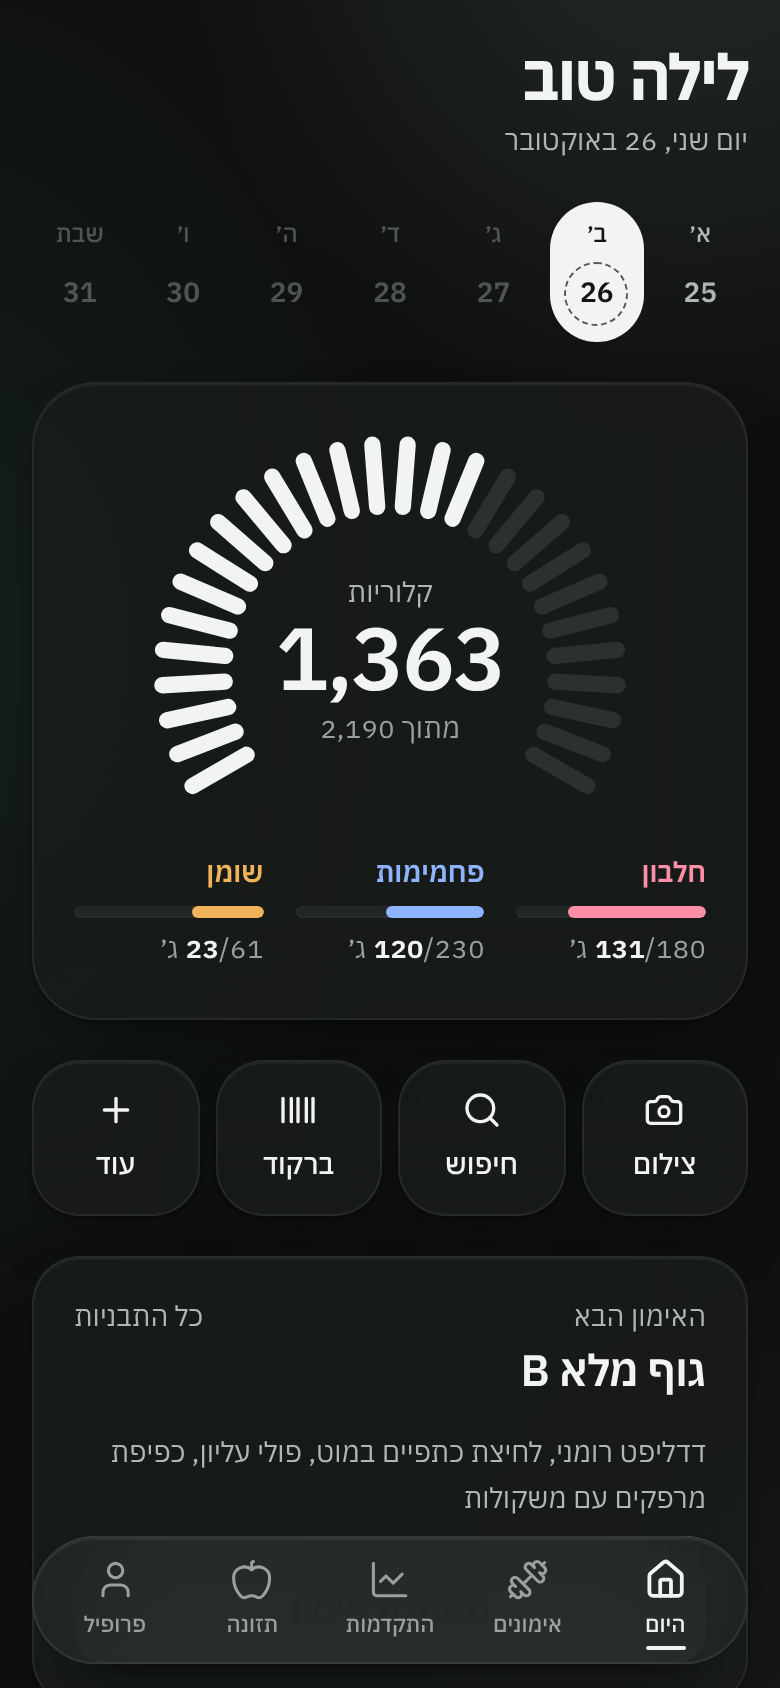 לילה טוב
יום שני, 26 באוקטובר
א׳ ב׳ ג׳ ד׳ ה׳ ו׳ שבת
25 26 27 28 29 30 31
קלוריות
1,363
מתוך 2,190
חלבון פחמימות שומן
131/180 ג׳ 120/230 ג׳ 23/61 ג׳
צילום חיפוש ברקוד עוד
האימון הבא כל התבניות
גוף מלא B
דדליפט רומני, לחיצת כתפיים במוט, פולי עליון, כפיפת
מרפקים עם משקולות
היום אימונים התקדמות תזונה פרופיל